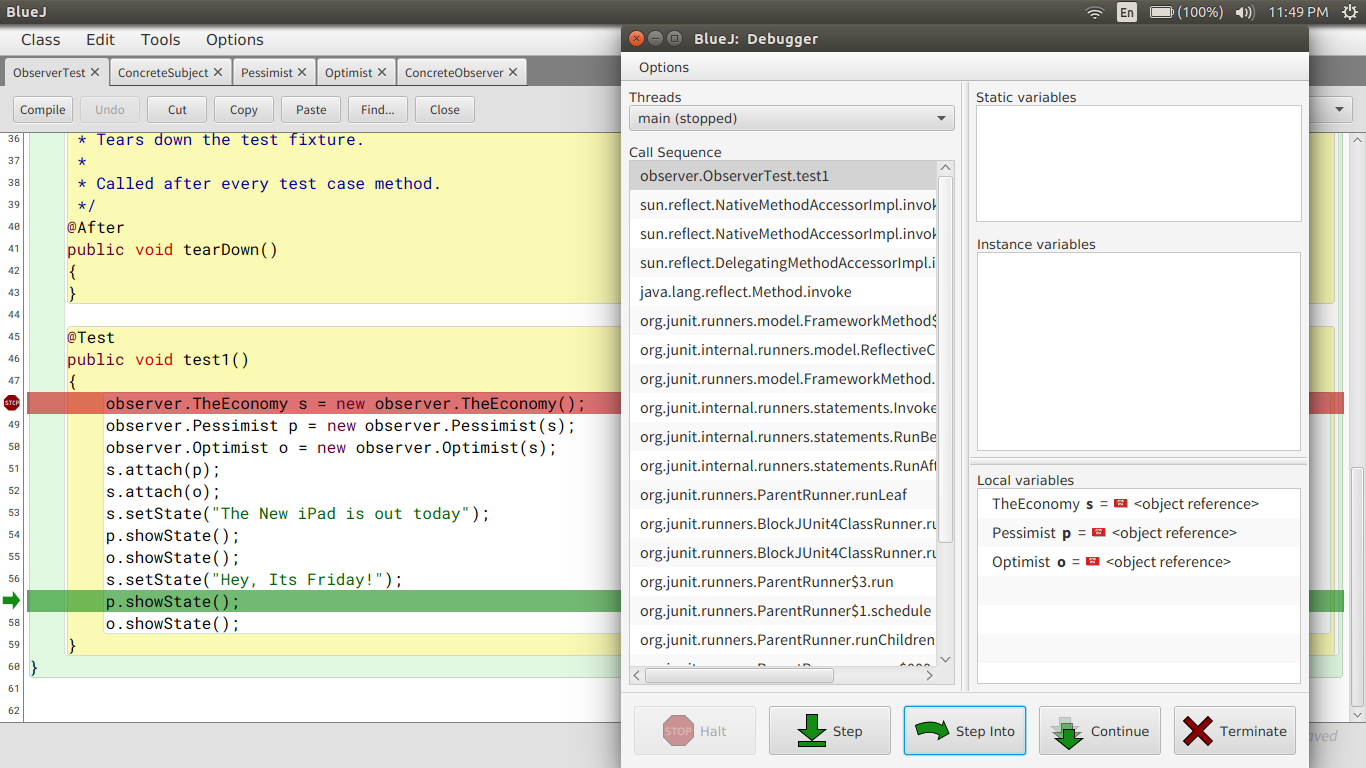 BlueJ
En (100%) 11:49 PM
Class Edit Tools Options
ObserverTest ConcreteSubject Pessimist Optimist ConcreteObserver
Compile Undo Cut Copy Paste Find... Close
36 * Tears down the test fixture.
37 *
38 * Called after every test case method.
39 */
40 @After
41 public void tearDown()
42 {
43 }
44
45 @Test
46 public void test1()
47 {
STOP observer.TheEconomy s = new observer.TheEconomy();
49 observer.Pessimist p = new observer.Pessimist(s);
50 observer.Optimist o = new observer.Optimist(s);
51 s.attach(p);
52 s.attach(o);
53 s.setState("The New iPad is out today");
54 p.showState();
55 o.showState();
56 s.setState("Hey, Its Friday!");
p.showState();
58 o.showState();
59 }
60 }
61
62
BlueJ: Debugger
Options
Threads
main (stopped)
Call Sequence
observer.ObserverTest.test1
sun.reflect.NativeMethodAccessorImpl.invok
sun.reflect.NativeMethodAccessorImpl.invok
sun.reflect.DelegatingMethodAccessorImpl.i
java.lang.reflect.Method.invoke
org.junit.runners.model.FrameworkMethod$
org.junit.internal.runners.model.ReflectiveC
org.junit.runners.model.FrameworkMethod.
org.junit.internal.runners.statements.Invoke
org.junit.internal.runners.statements.RunBe
org.junit.internal.runners.statements.RunAft
org.junit.runners.ParentRunner.runLeaf
org.junit.runners.BlockJUnit4ClassRunner.ru
org.junit.runners.BlockJUnit4ClassRunner.ru
org.junit.runners.ParentRunner$3.run
org.junit.runners.ParentRunner$1.schedule
org.junit.runners.ParentRunner.runChildren
Static variables
Instance variables
Local variables
TheEconomy s = <object reference>
Pessimist p = <object reference>
Optimist o = <object reference>
STOP Halt Step Step Into Continue Terminate
aved